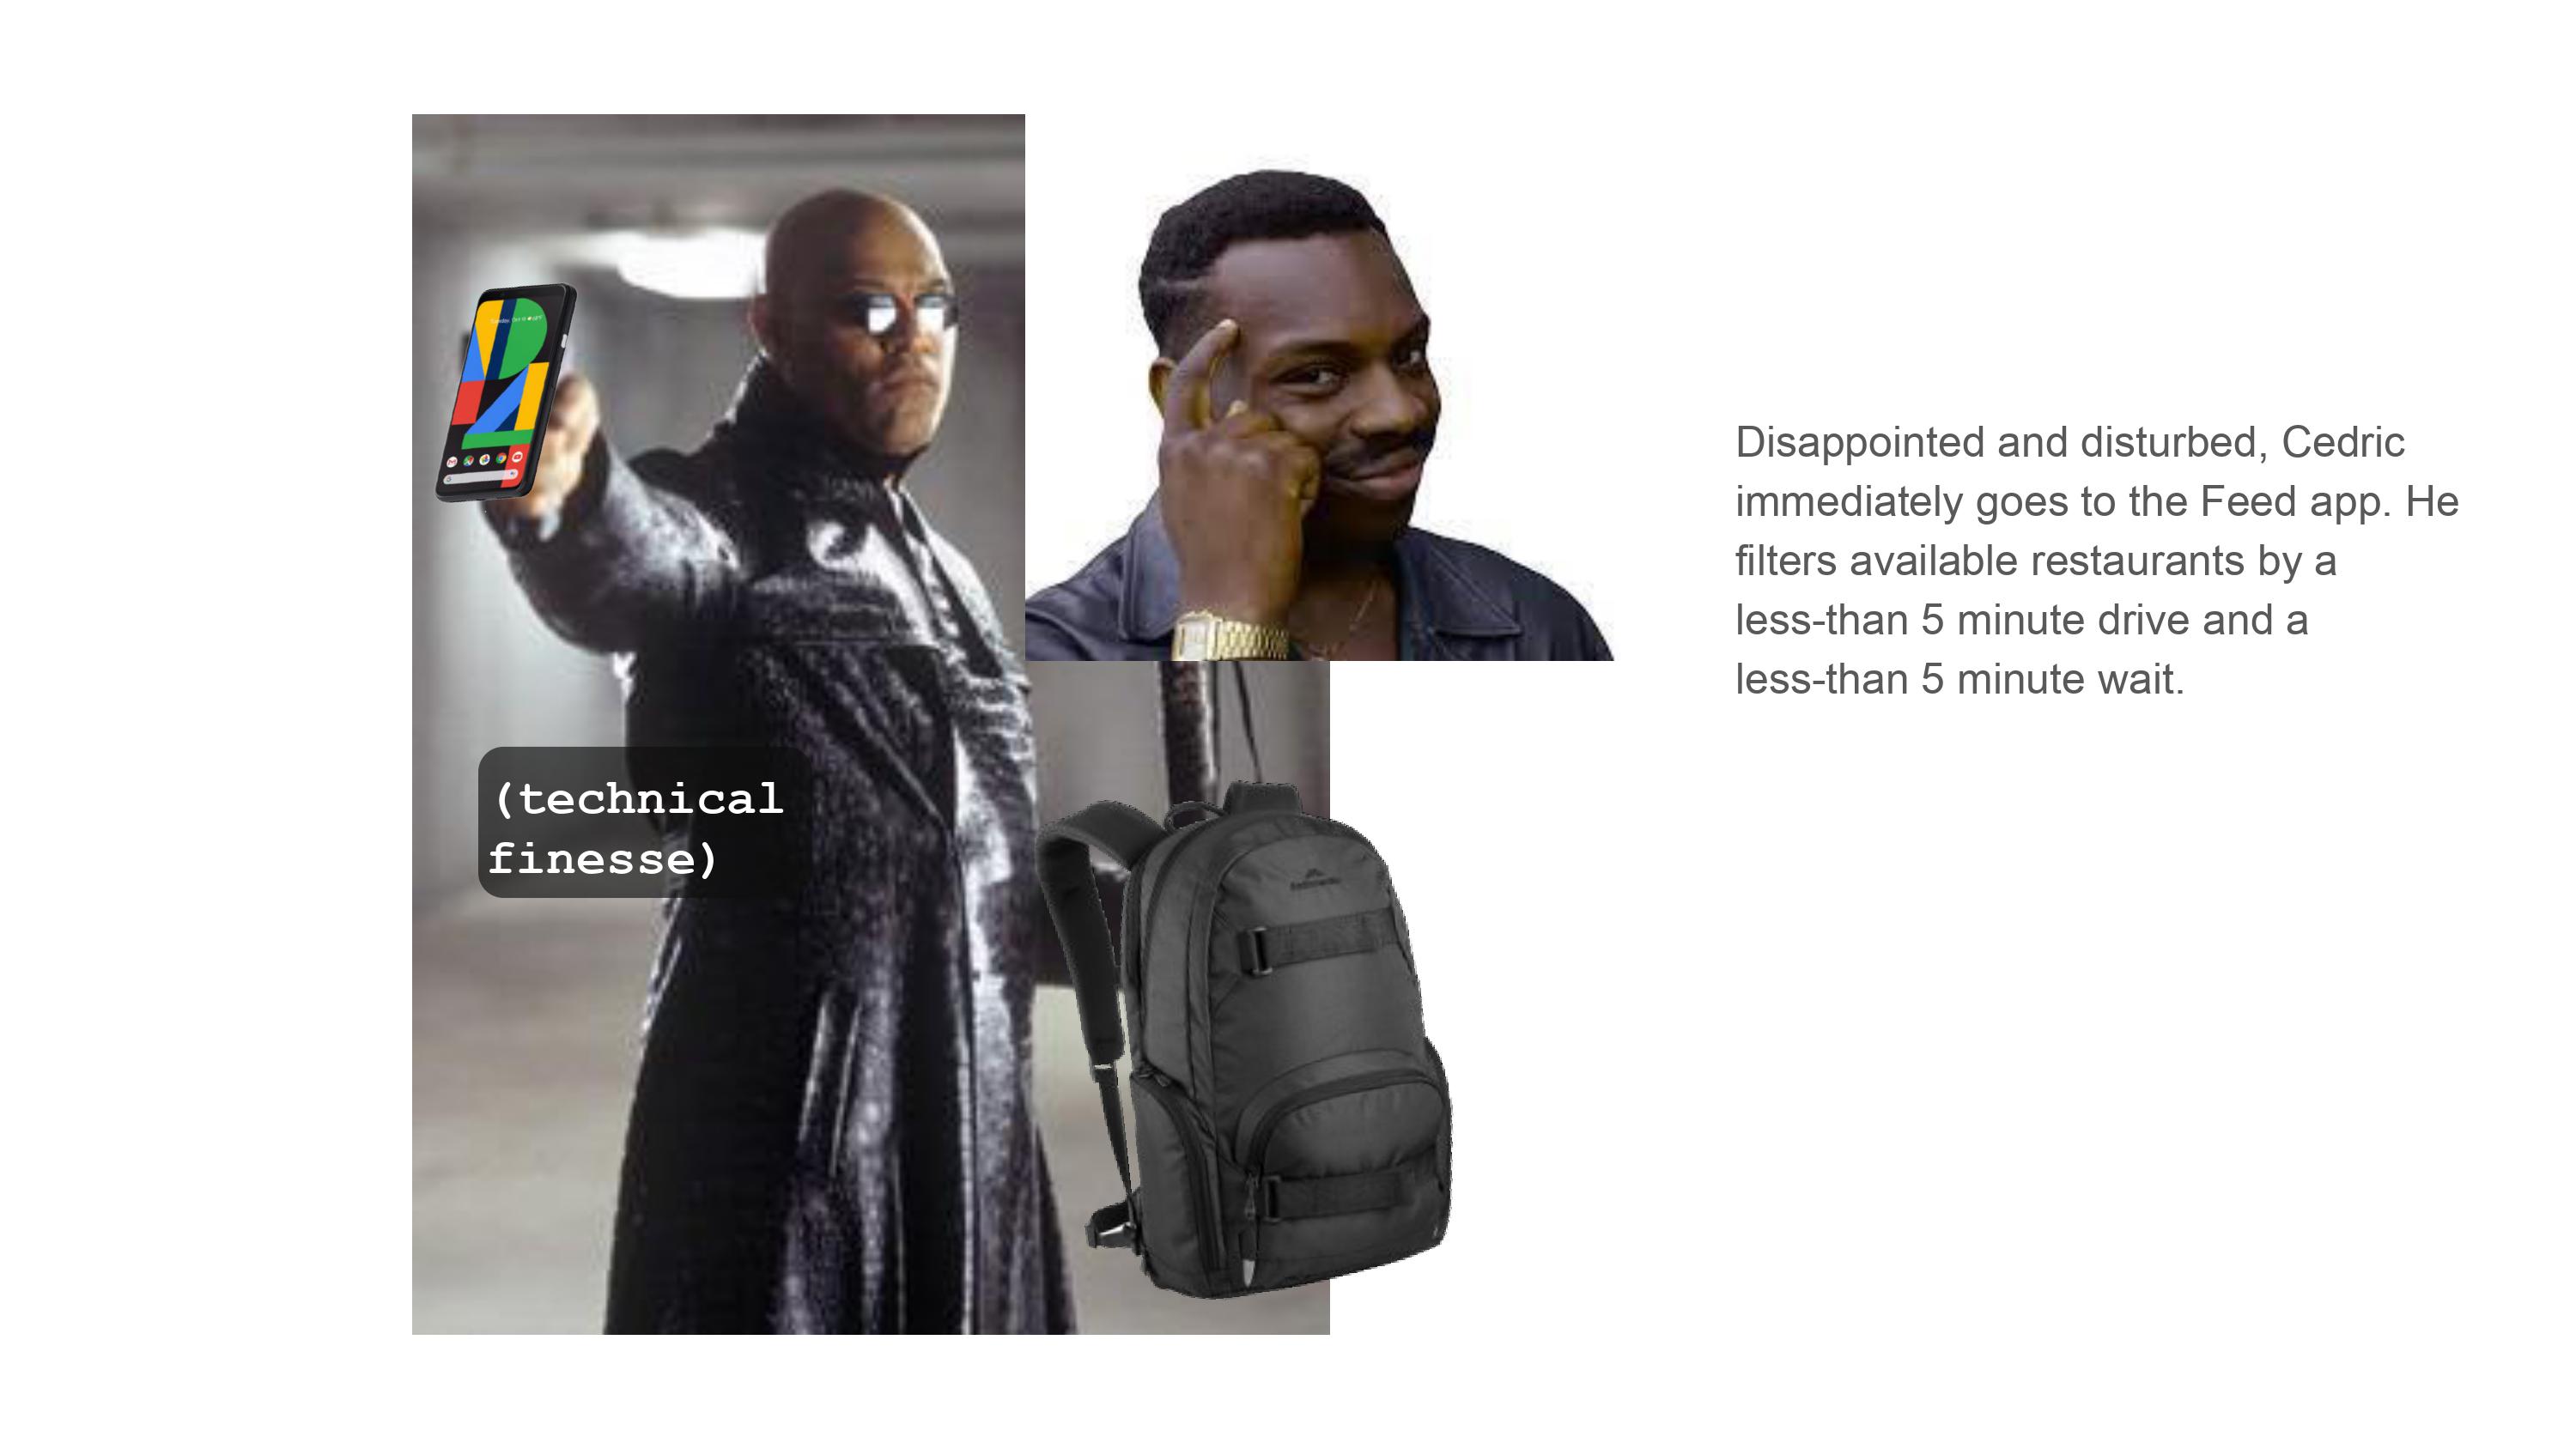 (technical
finesse)
Disappointed and disturbed, Cedric
immediately goes to the Feed app. He
filters available restaurants by a
less-than 5 minute drive and a
less-than 5 minute wait.